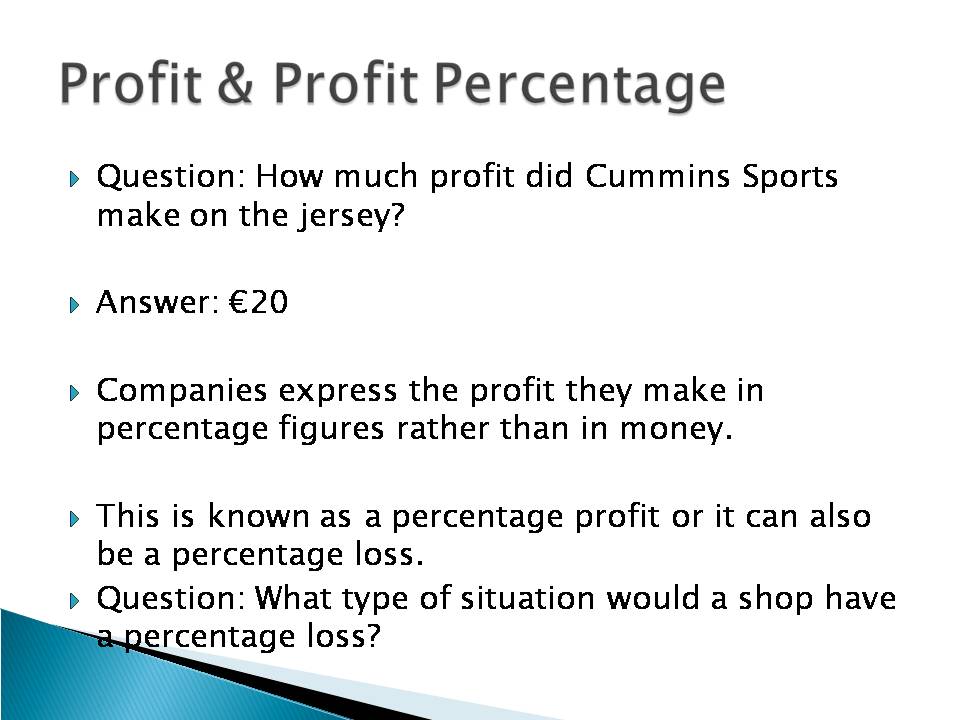 Profit & Profit Percentage
Question: How much profit did Cummins Sports
make on the jersey?
Answer: €20
Companies express the profit they make in
percentage figures rather than in money.
This is known as a percentage profit or it can also
be a percentage loss.
Question: What type of situation would a shop have
a percentage loss?